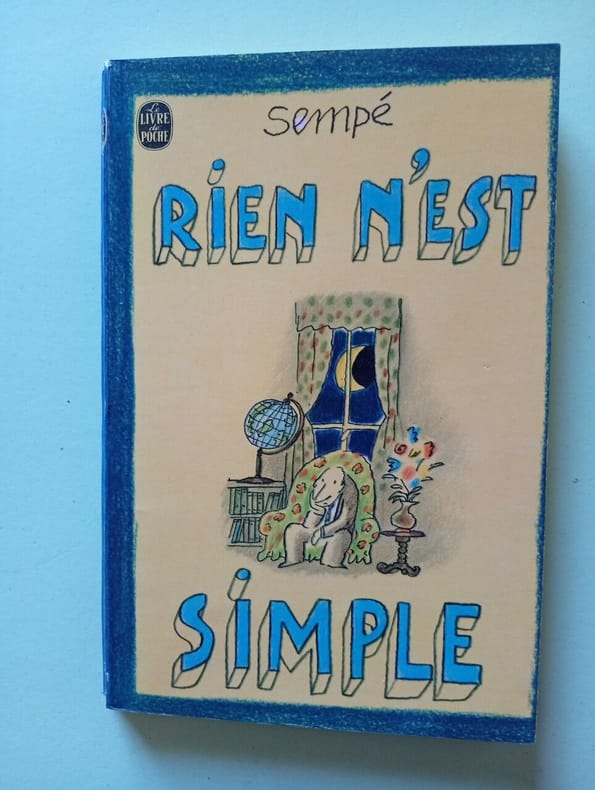 Le
LIVRE
de
POCHE
sempé
RiEN N'EST
SiMPLE